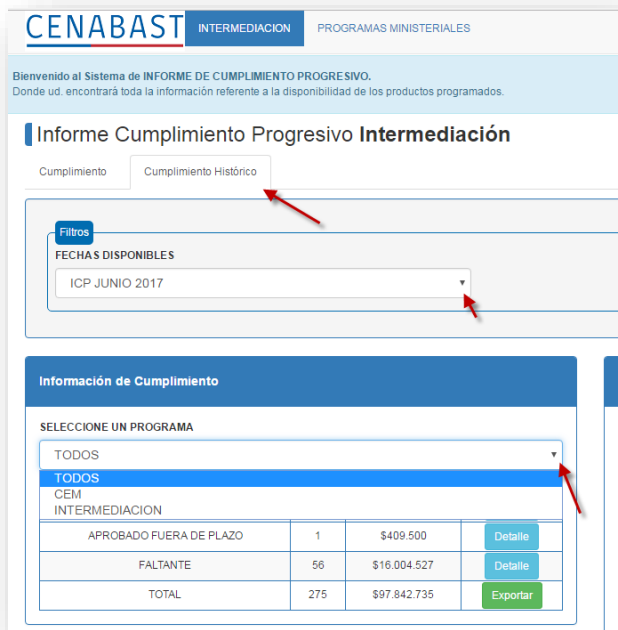 CENABAST
INTERMEDIACION
PROGRAMAS MINISTERIALES
Bienvenido al Sistema de INFORME DE CUMPLIMIENTO PROGRESIVO.
Donde ud. encontrará toda la información referente a la disponibilidad de los productos programados.
Informe Cumplimiento Progresivo Intermediación
Cumplimiento
Cumplimiento Histórico
Filtros
FECHAS DISPONIBLES
ICP JUNIO 2017
Información de Cumplimiento
SELECCIONE UN PROGRAMA
TODOS
TODOS
CEM
INTERMEDIACION
APROBADO FUERA DE PLAZO 1 $409.500 Detalle
FALTANTE 56 $16.004.527 Detalle
TOTAL 275 $97.842.735 Exportar